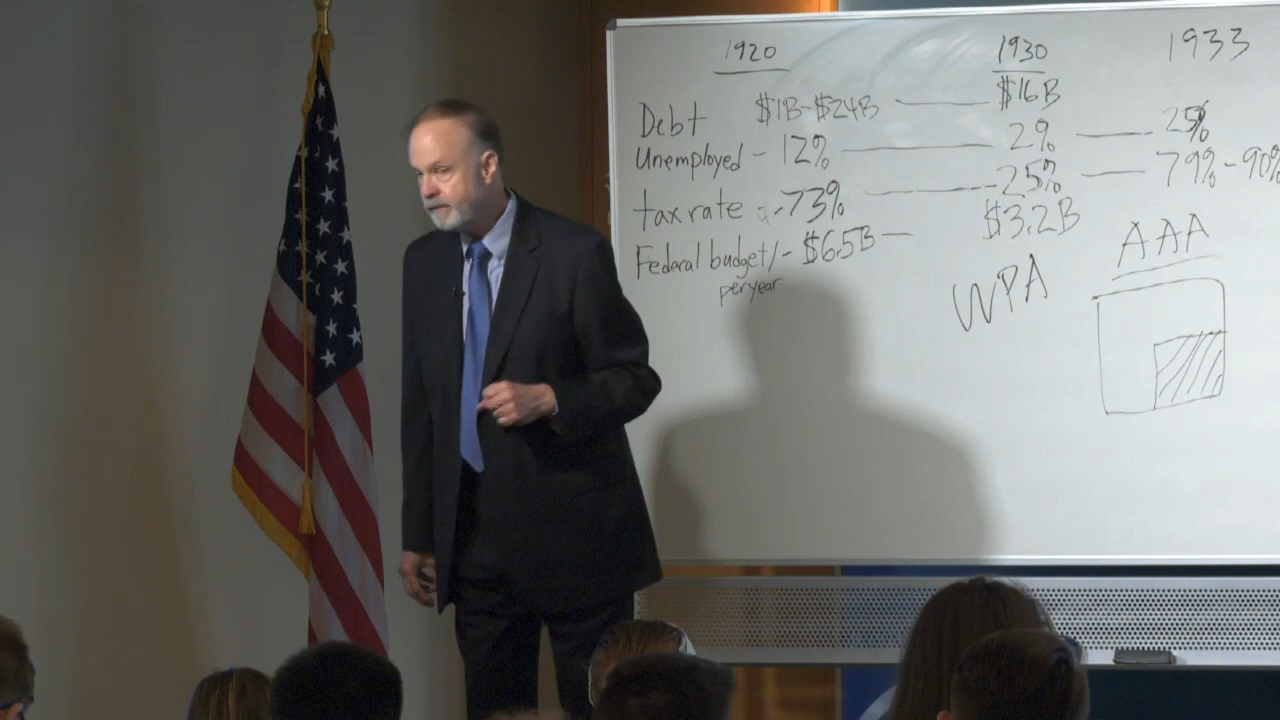 1920 1930 1933
Debt $1B-$24B — $16B
Unemployed - 12% — 2% — 25%
tax rate - 73% — 25% — 79% - 90%
Federal budget/ - $6.5B — $3.2B
per year
WPA AAA